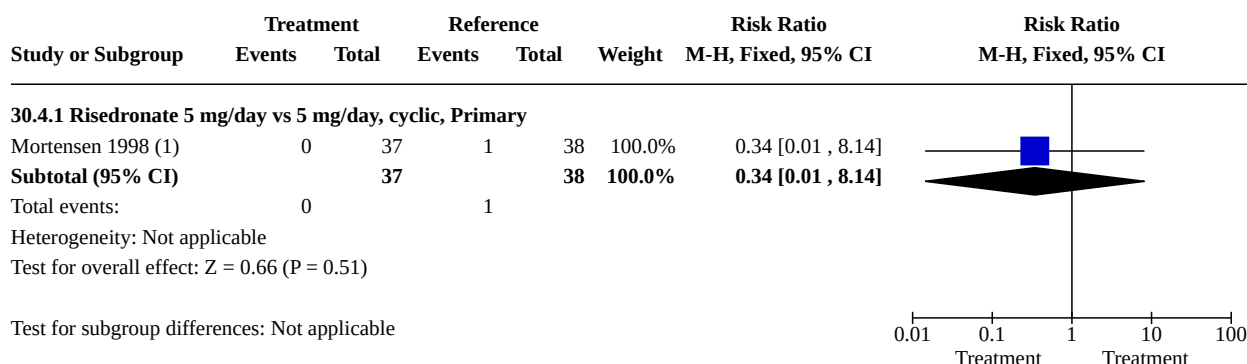 Treatment Reference Risk Ratio Risk Ratio
Study or Subgroup Events Total Events Total Weight M-H, Fixed, 95% CI M-H, Fixed, 95% CI
30.4.1 Risedronate 5 mg/day vs 5 mg/day, cyclic, Primary
Mortensen 1998 (1) 0 37 1 38 100.0% 0.34 [0.01 , 8.14]
Subtotal (95% CI) 37 38 100.0% 0.34 [0.01 , 8.14]
Total events: 0 1
Heterogeneity: Not applicable
Test for overall effect: Z = 0.66 (P = 0.51)
Test for subgroup differences: Not applicable
0.01 0.1 1 10 100
Treatment Treatment